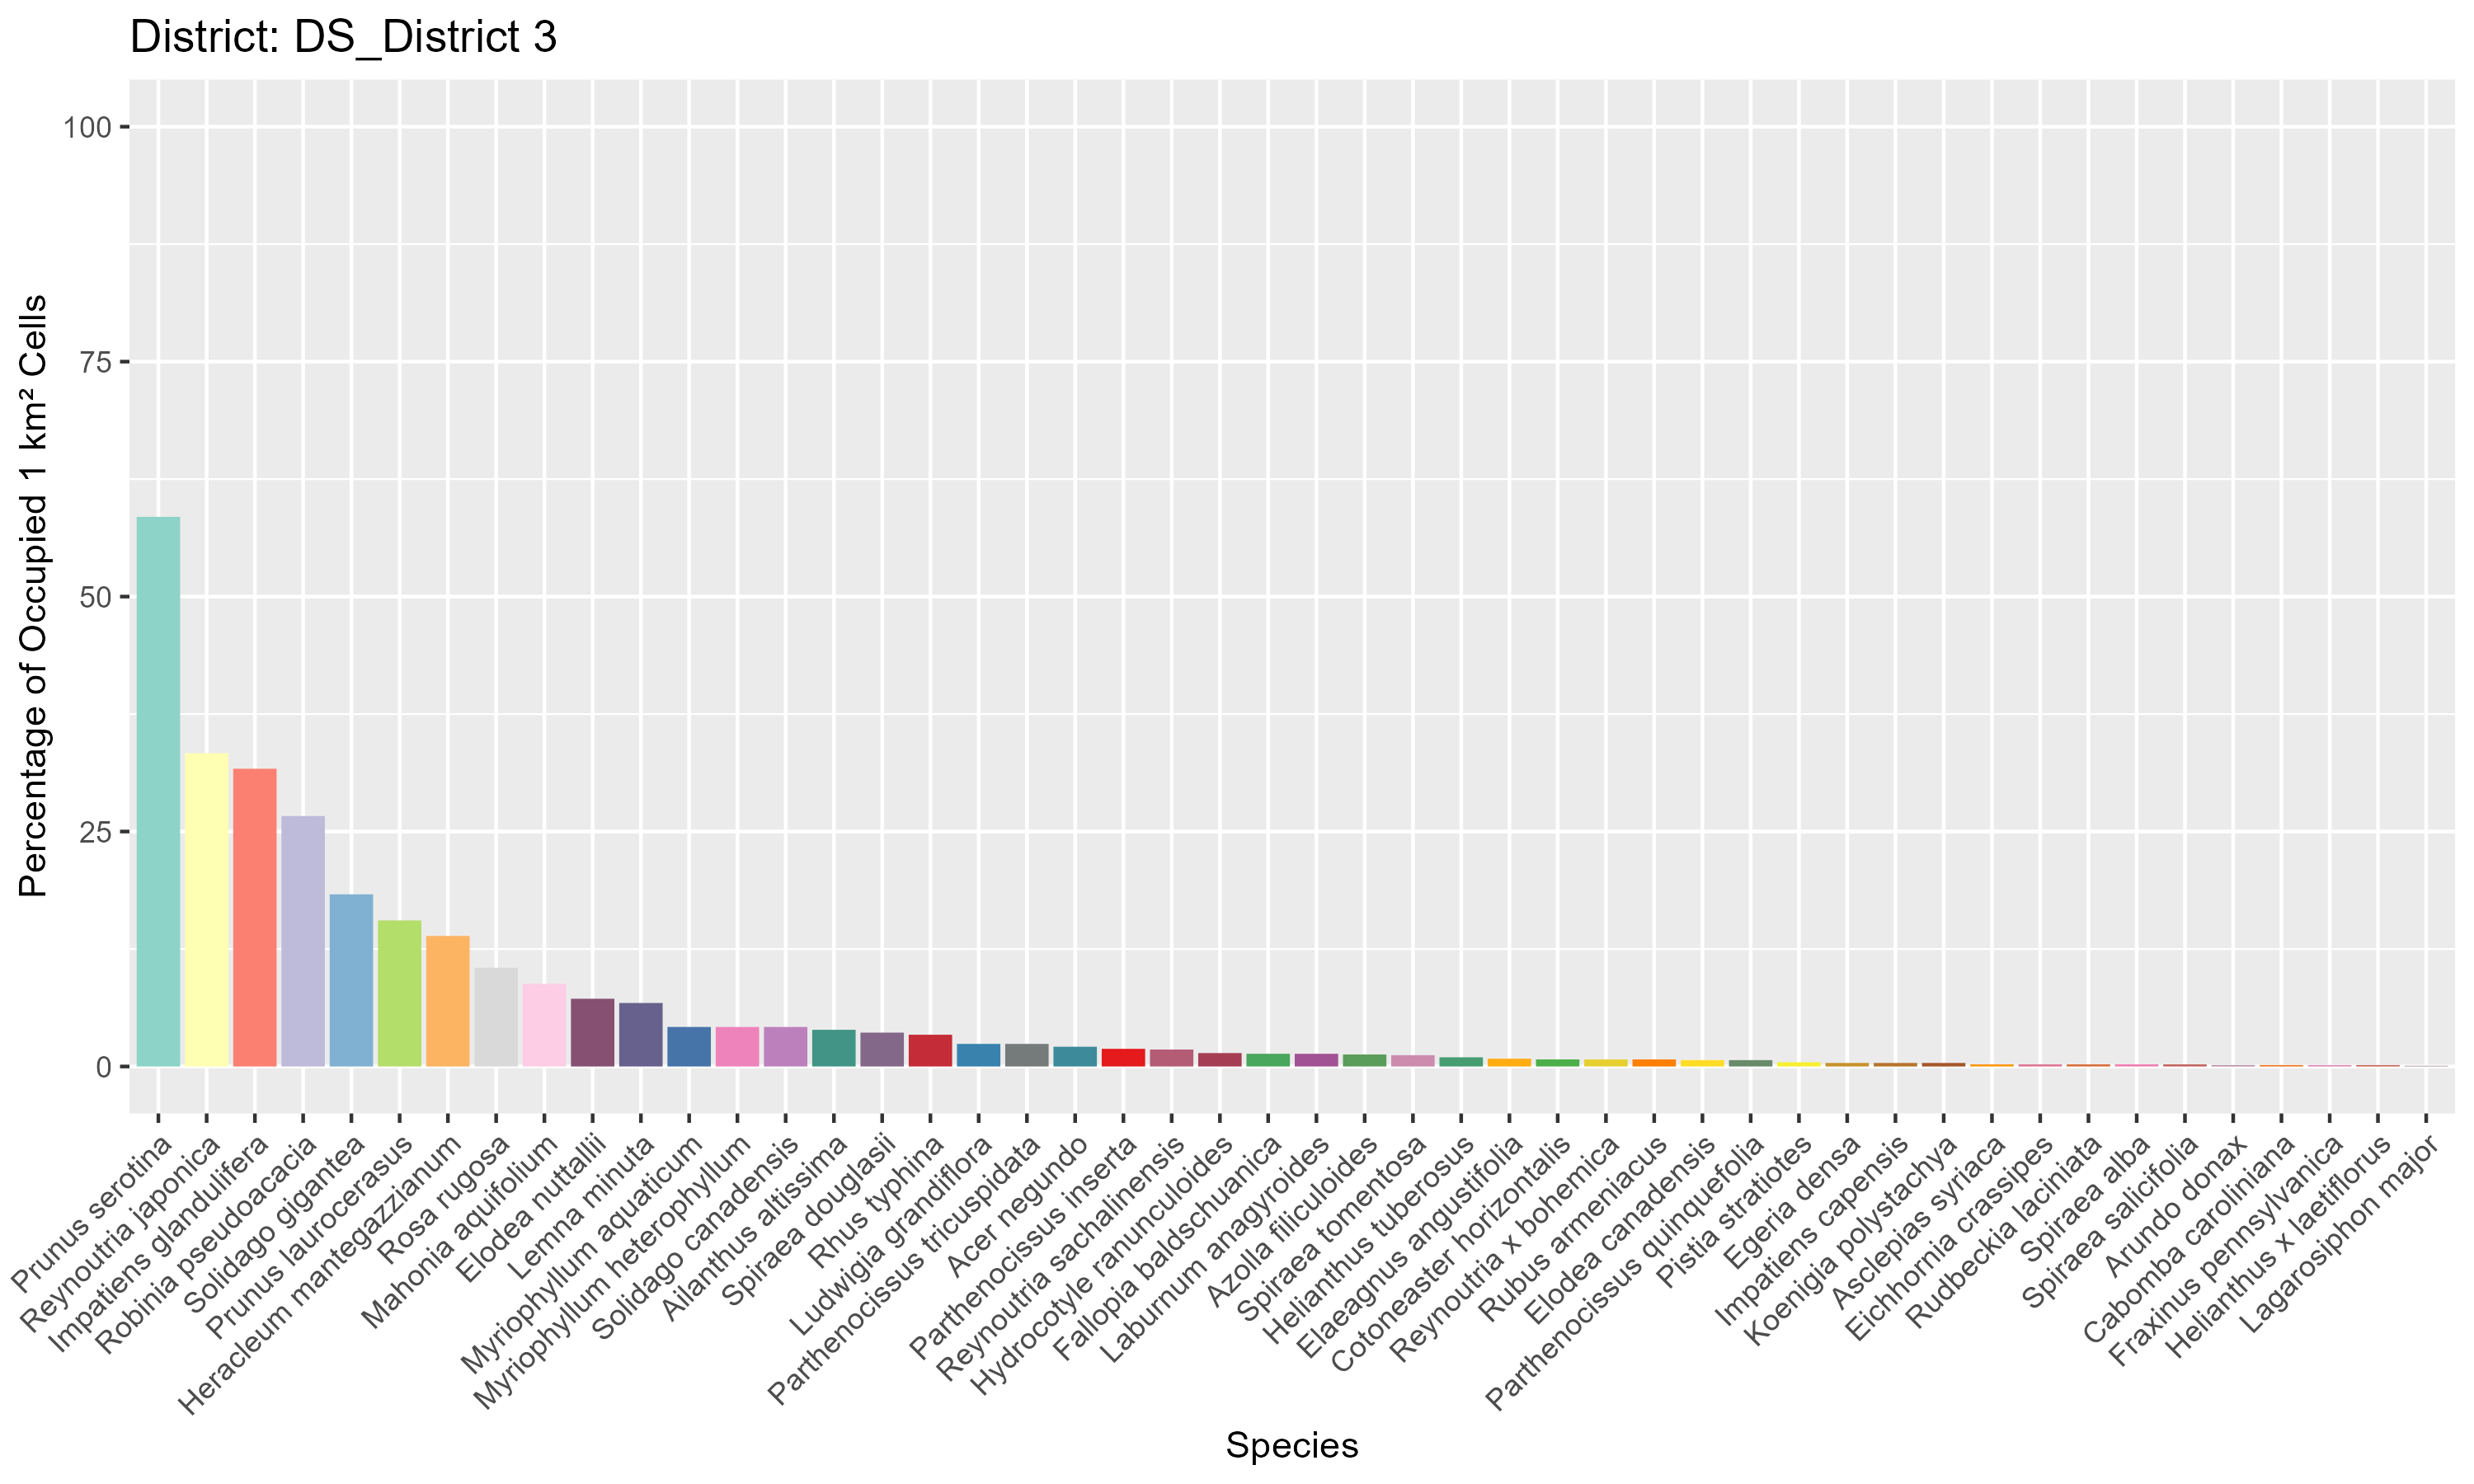 District: DS_District 3
Percentage of Occupied 1 km² Cells
100
75
50
25
0
Prunus serotina
Reynoutria japonica
Impatiens glandulifera
Robinia pseudoacacia
Solidago gigantea
Prunus laurocerasus
Heracleum mantegazzianum
Rosa rugosa
Mahonia aquifolium
Elodea nuttallii
Lemna minuta
Myriophyllum aquaticum
Myriophyllum heterophyllum
Solidago canadensis
Ailanthus altissima
Spiraea douglasii
Rhus typhina
Ludwigia grandiflora
Parthenocissus tricuspidata
Acer negundo
Parthenocissus inserta
Reynoutria sachalinensis
Hydrocotyle ranunculoides
Fallopia baldschuanica
Laburnum anagyroides
Azolla filiculoides
Spiraea tomentosa
Helianthus tuberosus
Elaeagnus angustifolia
Cotoneaster horizontalis
Reynoutria x bohemica
Rubus armeniacus
Elodea canadensis
Parthenocissus quinquefolia
Pistia stratiotes
Egeria densa
Impatiens capensis
Koenigia polystachya
Asclepias syriaca
Eichhornia crassipes
Rudbeckia laciniata
Spiraea alba
Spiraea salicifolia
Arundo donax
Cabomba caroliniana
Fraxinus pennsylvanica
Helianthus x laetiflorus
Lagarosiphon major
Species